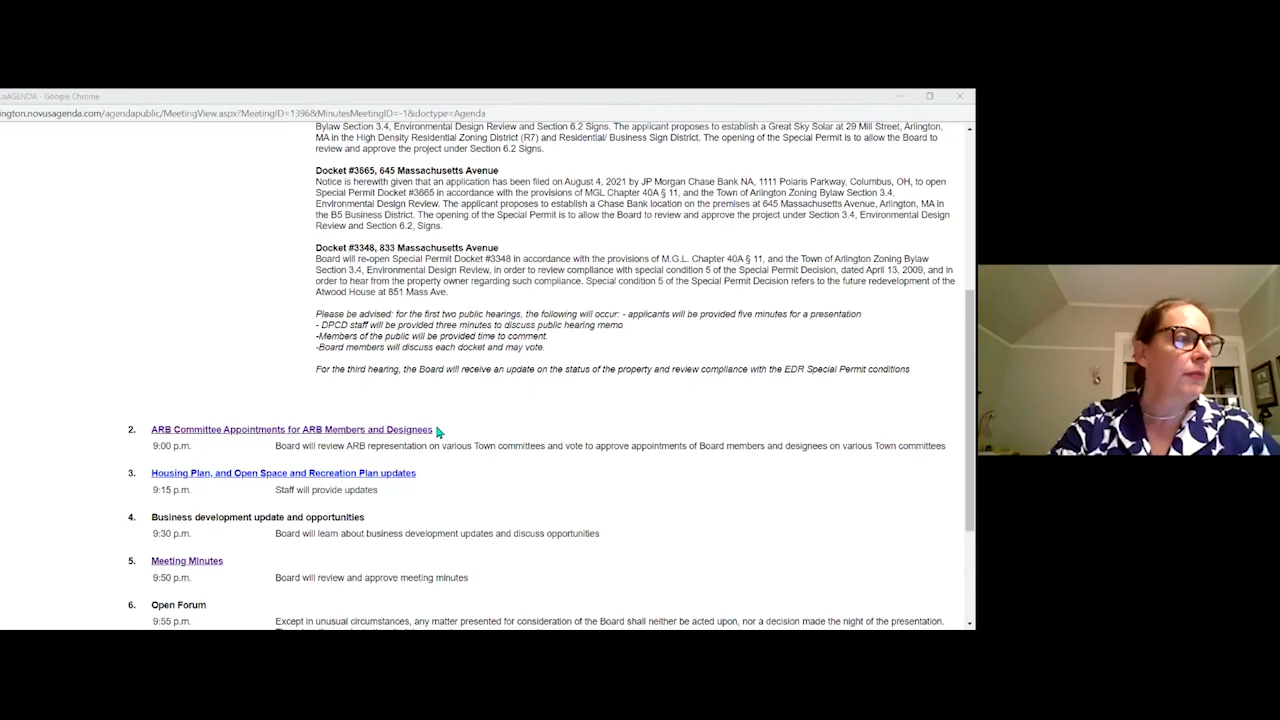 usAGENDA - Google Chrome
ington.novusagenda.com/agendapublic/MeetingView.aspx?MeetingID=1396&MinutesMeetingID=-1&doctype=Agenda
Bylaw Section 3.4, Environmental Design Review and Section 6.2 Signs. The applicant proposes to establish a Great Sky Solar at 29 Mill Street, Arlington,
MA in the High Density Residential Zoning District (R7) and Residential/ Business Sign District. The opening of the Special Permit is to allow the Board to
review and approve the project under Section 6.2 Signs.
Docket #3665, 645 Massachusetts Avenue
Notice is herewith given that an application has been filed on August 4, 2021 by JP Morgan Chase Bank NA, 1111 Polaris Parkway, Columbus, OH, to open
Special Permit Docket #3665 in accordance with the provisions of MGL Chapter 40A § 11, and the Town of Arlington Zoning Bylaw Section 3.4,
Environmental Design Review. The applicant proposes to establish a Chase Bank location on the premises at 645 Massachusetts Avenue, Arlington, MA in
the B5 Business District. The opening of the Special Permit is to allow the Board to review and approve the project under Section 3.4, Environmental Design
Review and Section 6.2, Signs.
Docket #3348, 833 Massachusetts Avenue
Board will re-open Special Permit Docket #3348 in accordance with the provisions of M.G.L. Chapter 40A § 11, and the Town of Arlington Zoning Bylaw
Section 3.4, Environmental Design Review, in order to review compliance with special condition 5 of the Special Permit Decision, dated April 13, 2009, and in
order to hear from the property owner regarding such compliance. Special condition 5 of the Special Permit Decision refers to the future redevelopment of the
Atwood House at 851 Mass Ave.
Please be advised: for the first two public hearings, the following will occur: - applicants will be provided five minutes for a presentation
- DPCD staff will be provided three minutes to discuss public hearing memo
-Members of the public will be provided time to comment.
-Board members will discuss each docket and may vote.
For the third hearing, the Board will receive an update on the status of the property and review compliance with the EDR Special Permit conditions
2. ARB Committee Appointments for ARB Members and Designees
9:00 p.m. Board will review ARB representation on various Town committees and vote to approve appointments of Board members and designees on various Town committees
3. Housing Plan, and Open Space and Recreation Plan updates
9:15 p.m. Staff will provide updates
4. Business development update and opportunities
9:30 p.m. Board will learn about business development updates and discuss opportunities
5. Meeting Minutes
9:50 p.m. Board will review and approve meeting minutes
6. Open Forum
9:55 p.m. Except in unusual circumstances, any matter presented for consideration of the Board shall neither be acted upon, nor a decision made the night of the presentation.